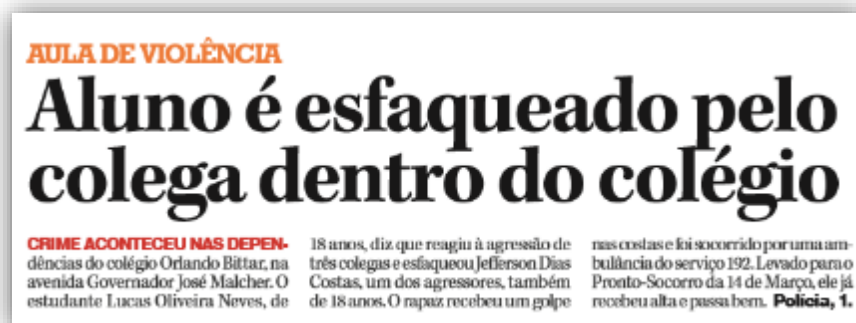 AULA DE VIOLÊNCIA
Aluno é esfaqueado pelo
colega dentro do colégio
CRIME ACONTECEU NAS DEPEN-
dências do colégio Orlando Bittar, na
avenida Governador José Malcher. O
estudante Lucas Oliveira Neves, de
18 anos, diz que reagiu à agressão de
três colegas e esfaqueou Jefferson Dias
Costas, um dos agressores, também
de 18 anos. O rapaz recebeu um golpe
nas costas e foi socorrido por uma am-
bulância do serviço 192. Levado para o
Pronto-Socorro da 14 de Março, ele já
recebeu alta e passa bem. Polícia, 1.